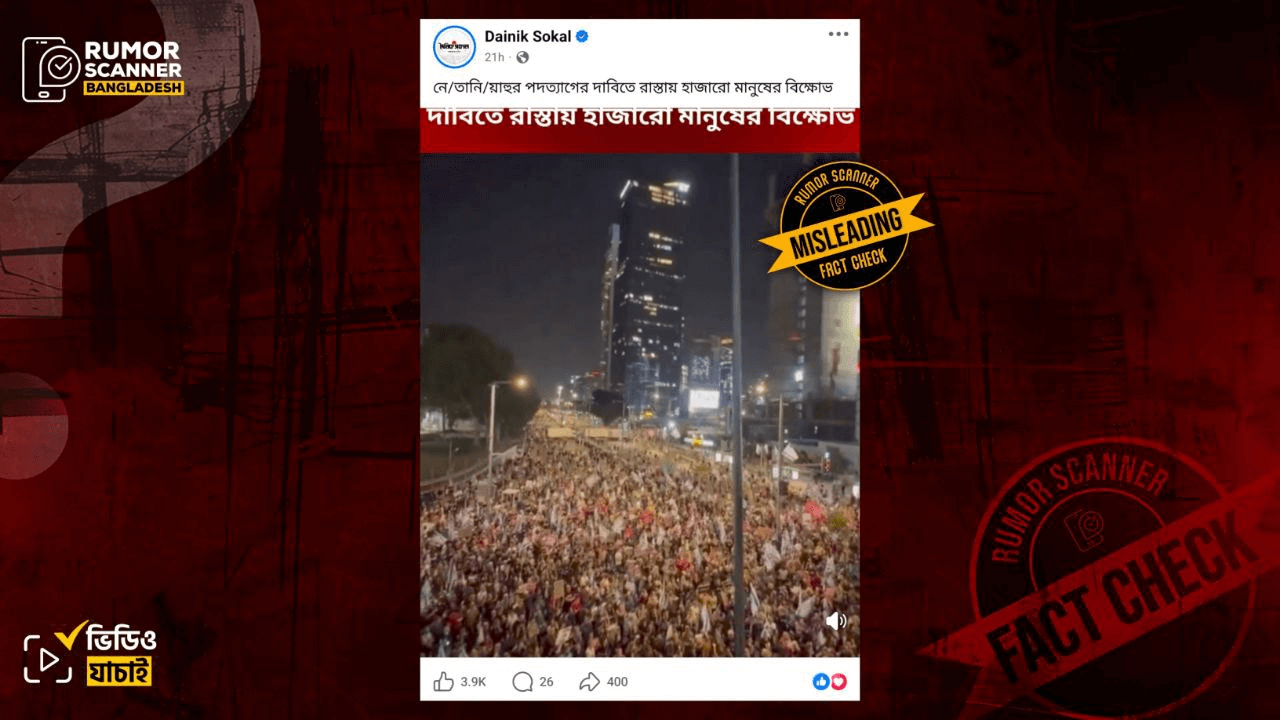 RUMOR
SCANNER
BANGLADESH
Dainik Sokal
21h
নে/তানি/য়াহুর পদত্যাগের দাবিতে রাস্তায় হাজারো মানুষের বিক্ষোভ
দাবিতে রাস্তায় হাজারো মানুষের বিক্ষোভ
RUMOR SCANNER
MISLEADING
FACT CHECK
RUMOR SCANNER
FACT CHECK
ভিডিও
যাচাই
3.9K
26
400